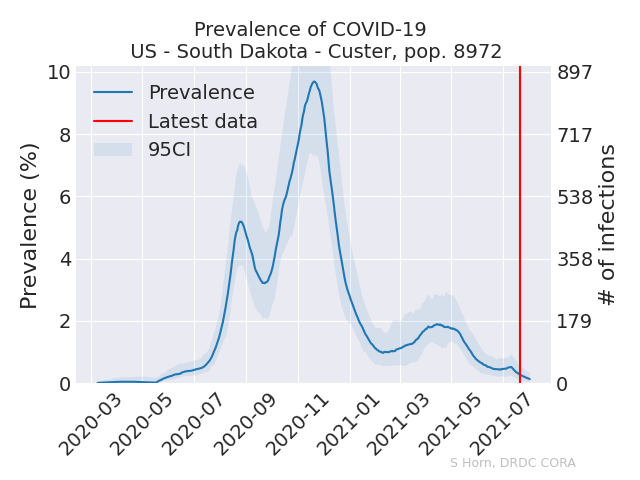 Prevalence of COVID-19
US - South Dakota - Custer, pop. 8972
Prevalence
Latest data
95CI
Prevalence (%)
10
8
6
4
2
0
897
717
538
358
179
0
# of infections
2020-03
2020-05
2020-07
2020-09
2020-11
2021-01
2021-03
2021-05
2021-07
S Horn, DRDC CORA